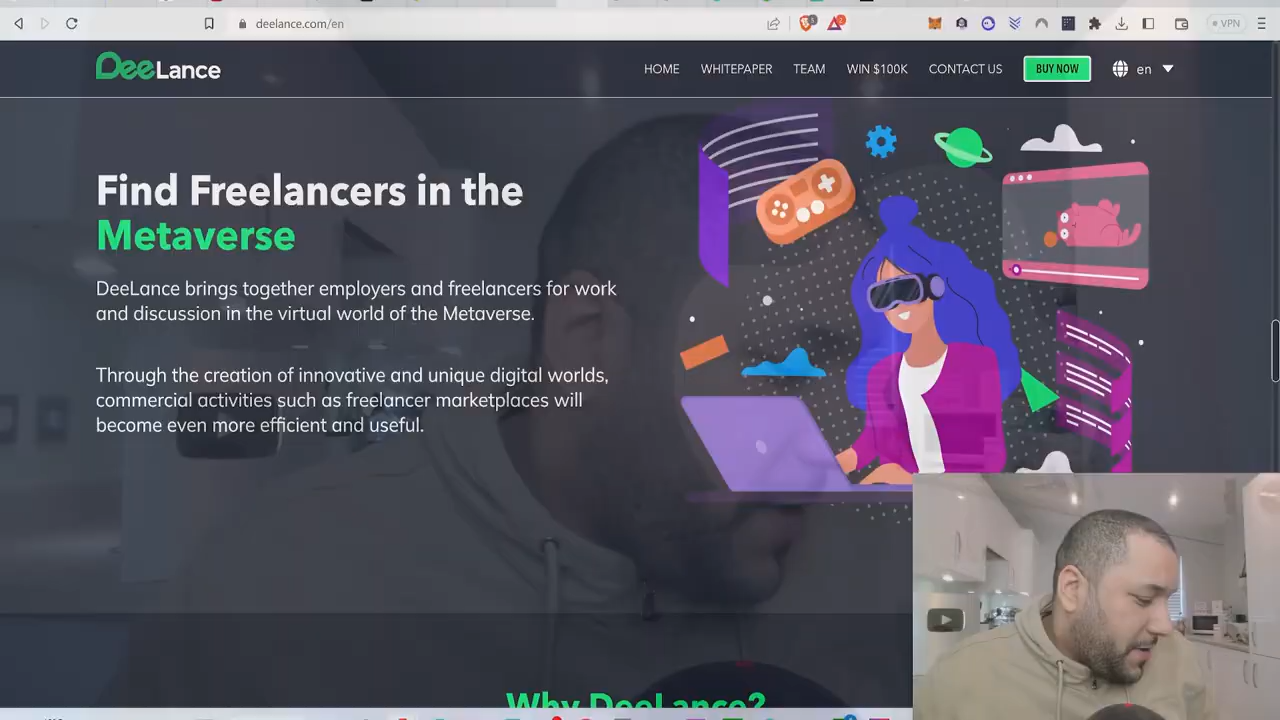 deelance.com/en
VPN
DeeLance
HOME
WHITEPAPER
TEAM
WIN $100K
CONTACT US
BUY NOW
en
Find Freelancers in the
Metaverse
DeeLance brings together employers and freelancers for work
and discussion in the virtual world of the Metaverse.
Through the creation of innovative and unique digital worlds,
commercial activities such as freelancer marketplaces will
become even more efficient and useful.
Why DeeLance?